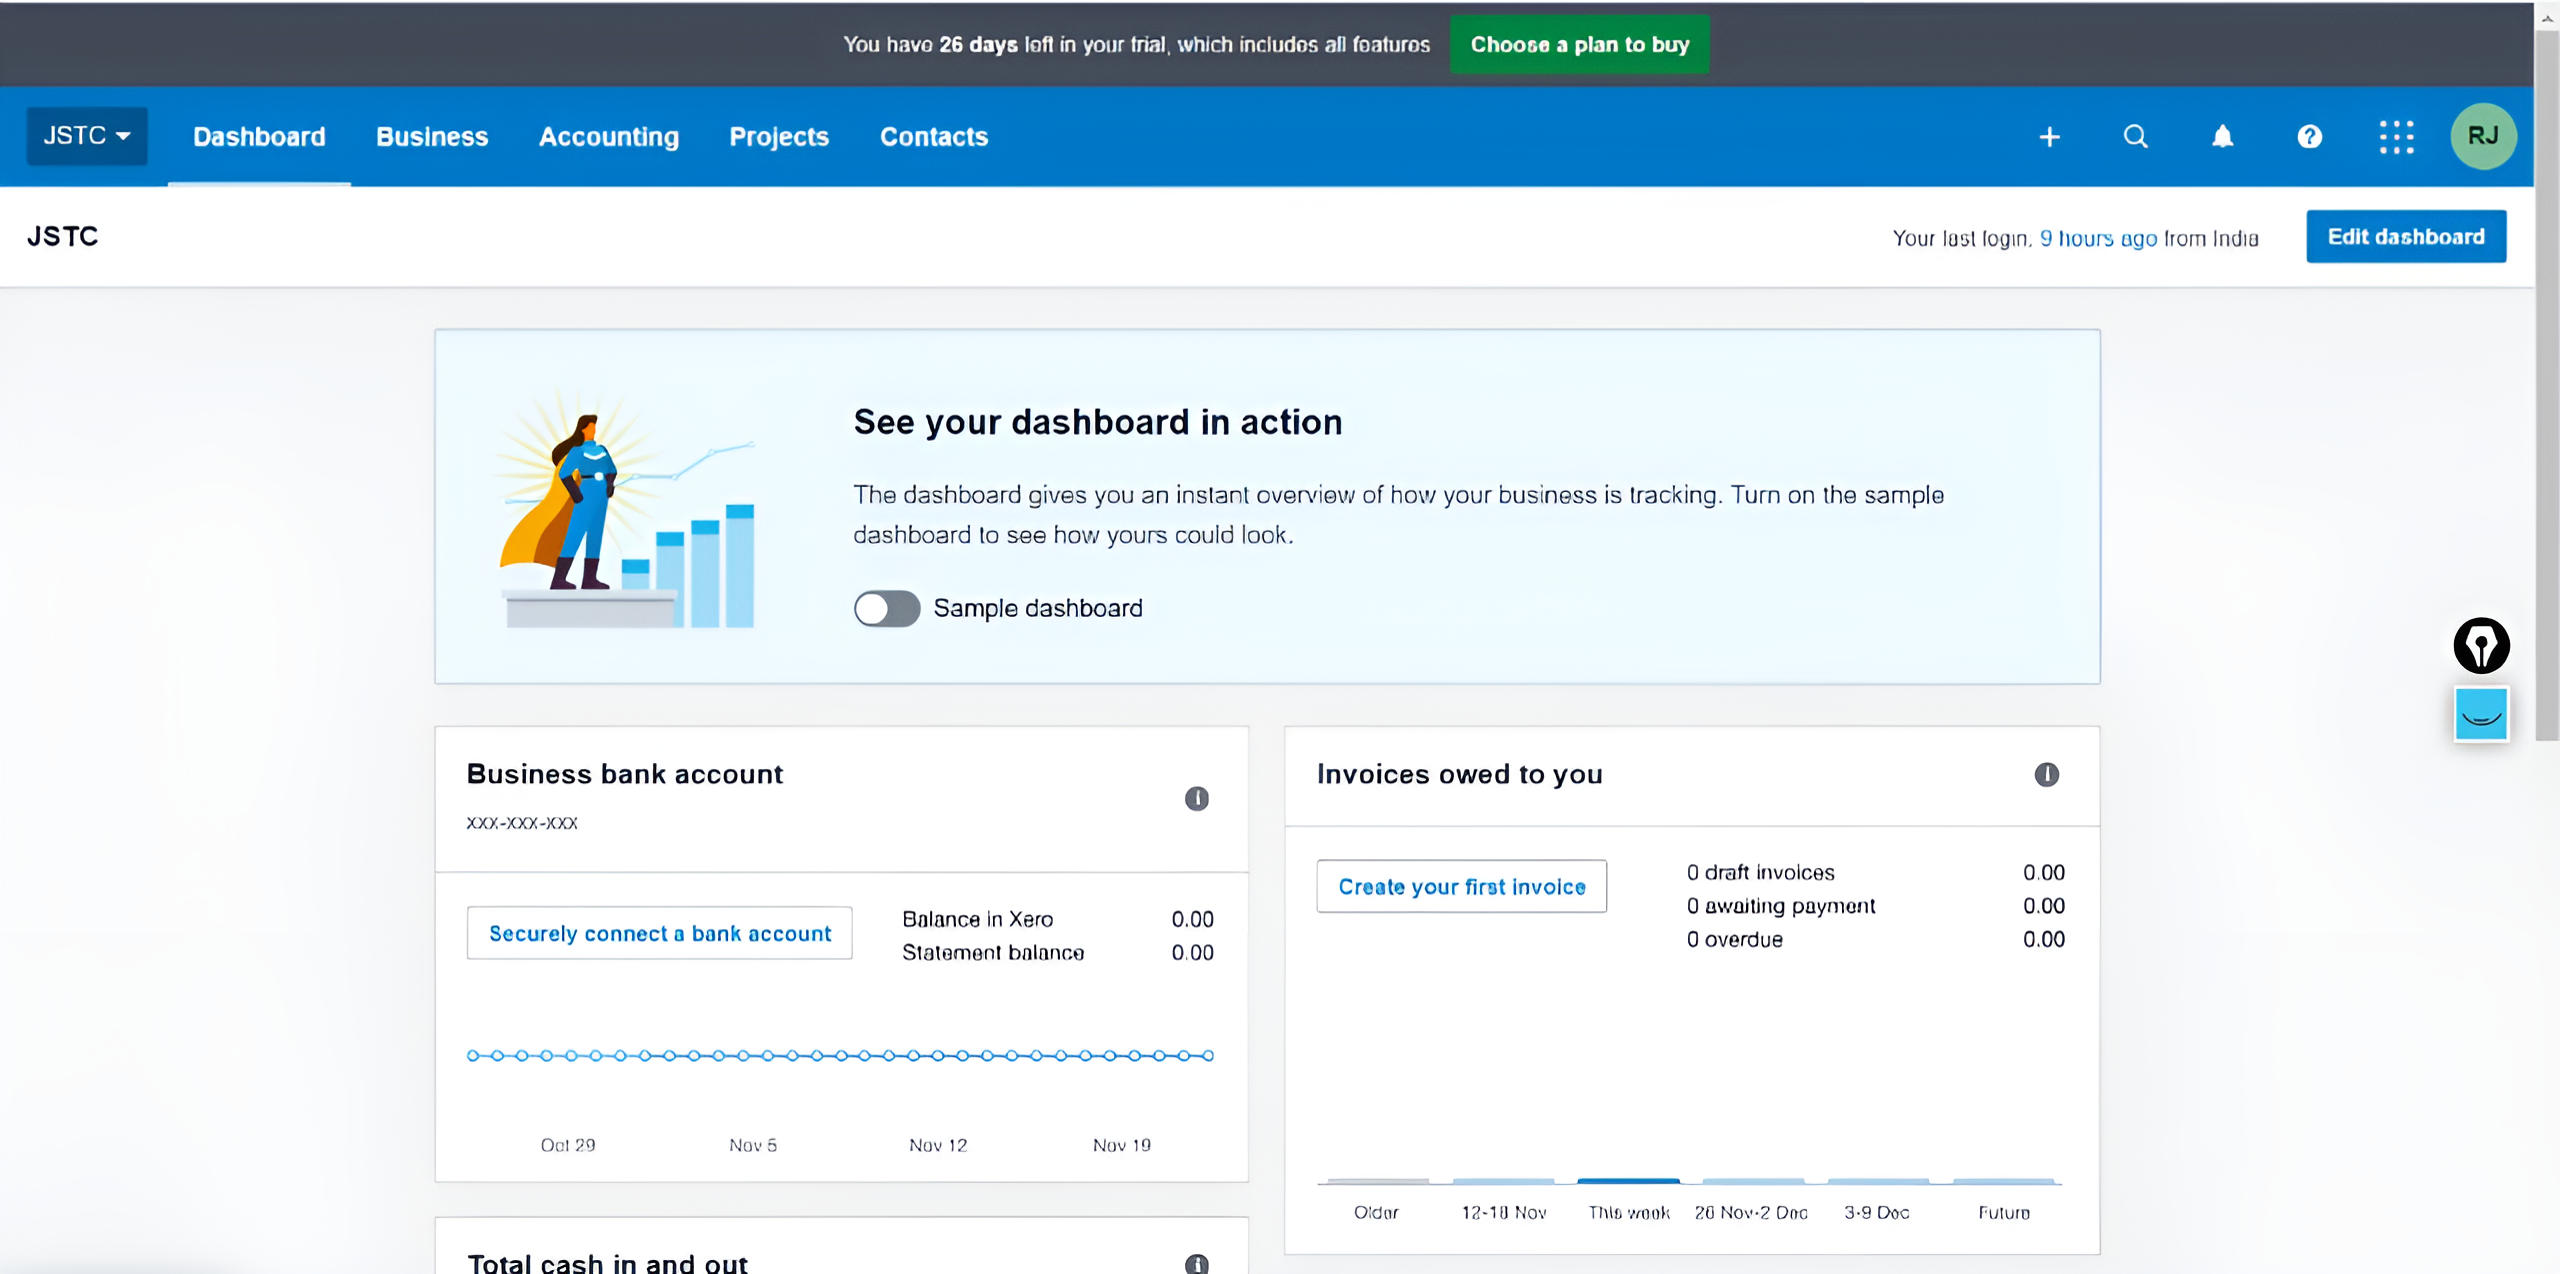 You have 26 days left in your trial, which includes all features Choose a plan to buy
JSTC Dashboard Business Accounting Projects Contacts RJ
JSTC Your last login, 9 hours ago from India Edit dashboard
See your dashboard in action
The dashboard gives you an instant overview of how your business is tracking. Turn on the sample
dashboard to see how yours could look.
Sample dashboard
Business bank account
XXX-XXX-XXX
Securely connect a bank account
Balance in Xero 0.00
Statement balance 0.00
Oct 29 Nov 5 Nov 12 Nov 19
Invoices owed to you
Create your first invoice
0 draft invoices 0.00
0 awaiting payment 0.00
0 overdue 0.00
Older 12-18 Nov This week 26 Nov-2 Dec 3-9 Dec Future
Total cash in and out